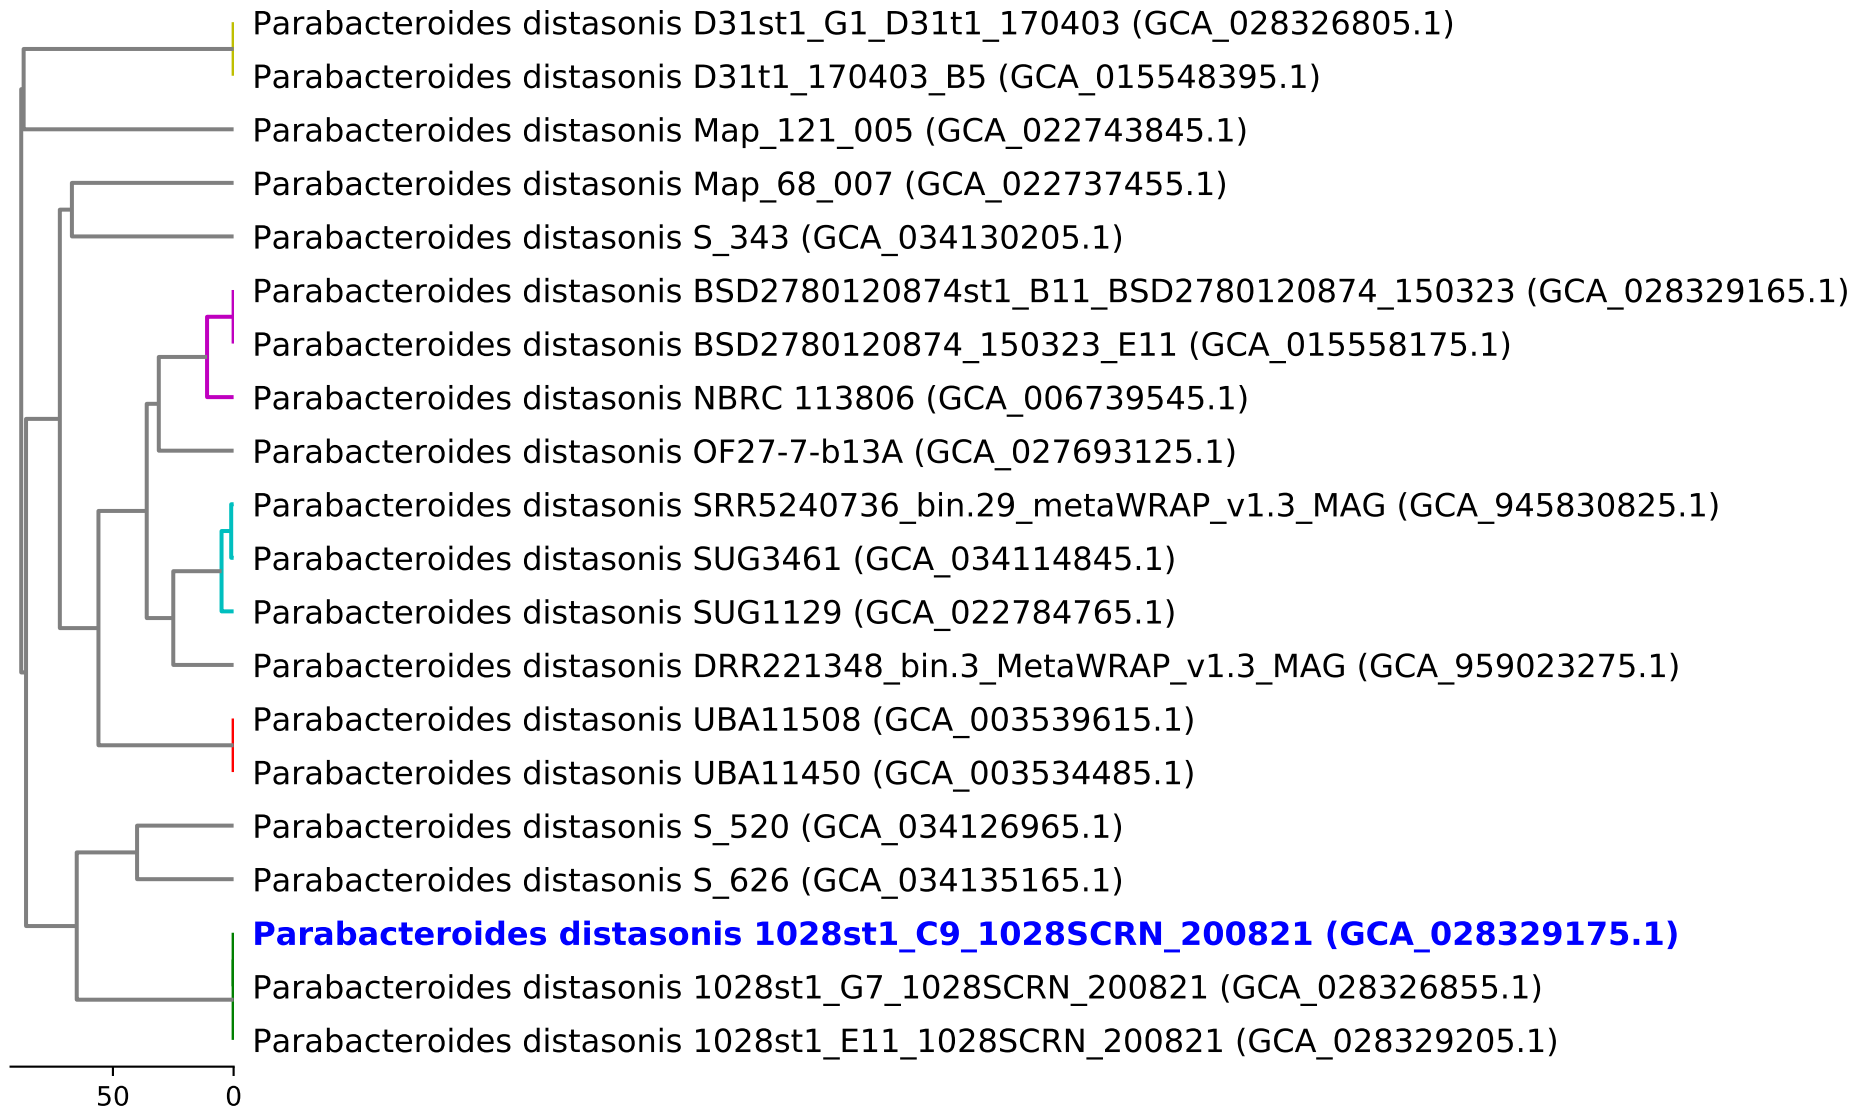 Parabacteroides distasonis D31st1_G1_D31t1_170403 (GCA_028326805.1)
Parabacteroides distasonis D31t1_170403_B5 (GCA_015548395.1)
Parabacteroides distasonis Map_121_005 (GCA_022743845.1)
Parabacteroides distasonis Map_68_007 (GCA_022737455.1)
Parabacteroides distasonis S_343 (GCA_034130205.1)
Parabacteroides distasonis BSD2780120874st1_B11_BSD2780120874_150323 (GCA_028329165.1)
Parabacteroides distasonis BSD2780120874_150323_E11 (GCA_015558175.1)
Parabacteroides distasonis NBRC 113806 (GCA_006739545.1)
Parabacteroides distasonis OF27-7-b13A (GCA_027693125.1)
Parabacteroides distasonis SRR5240736_bin.29_metaWRAP_v1.3_MAG (GCA_945830825.1)
Parabacteroides distasonis SUG3461 (GCA_034114845.1)
Parabacteroides distasonis SUG1129 (GCA_022784765.1)
Parabacteroides distasonis DRR221348_bin.3_MetaWRAP_v1.3_MAG (GCA_959023275.1)
Parabacteroides distasonis UBA11508 (GCA_003539615.1)
Parabacteroides distasonis UBA11450 (GCA_003534485.1)
Parabacteroides distasonis S_520 (GCA_034126965.1)
Parabacteroides distasonis S_626 (GCA_034135165.1)
Parabacteroides distasonis 1028st1_C9_1028SCRN_200821 (GCA_028329175.1)
Parabacteroides distasonis 1028st1_G7_1028SCRN_200821 (GCA_028326855.1)
Parabacteroides distasonis 1028st1_E11_1028SCRN_200821 (GCA_028329205.1)
50 0